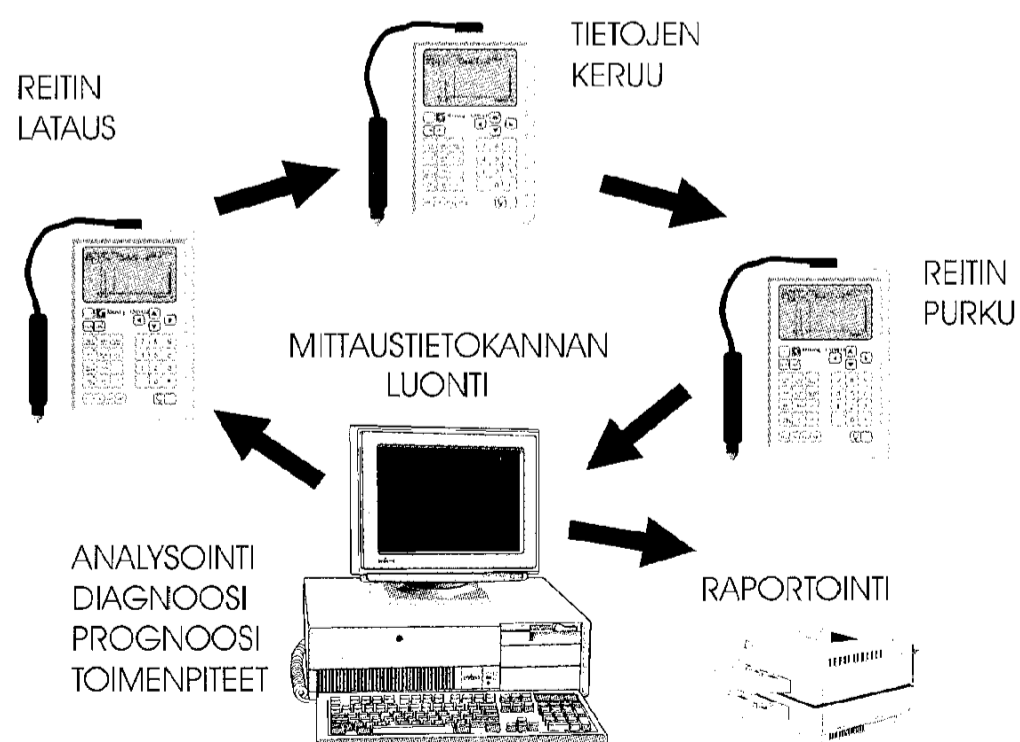 REITIN
LATAUS
TIETOJEN
KERUU
REITIN
PURKU
MITTAUSTIETOKANNAN
LUONTI
ANALYSOINTI
DIAGNOOSI
PROGNOOSI
TOIMENPITEET
RAPORTOINTI